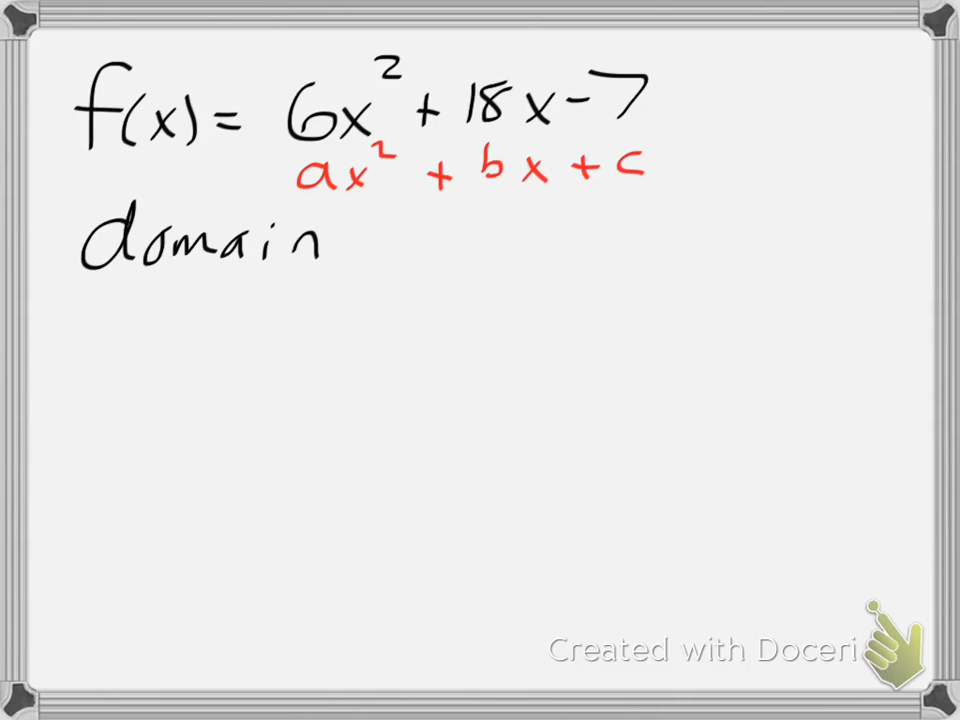 f(x) = 6x² + 18x - 7
ax² + bx + c
domain
Created with Doceri